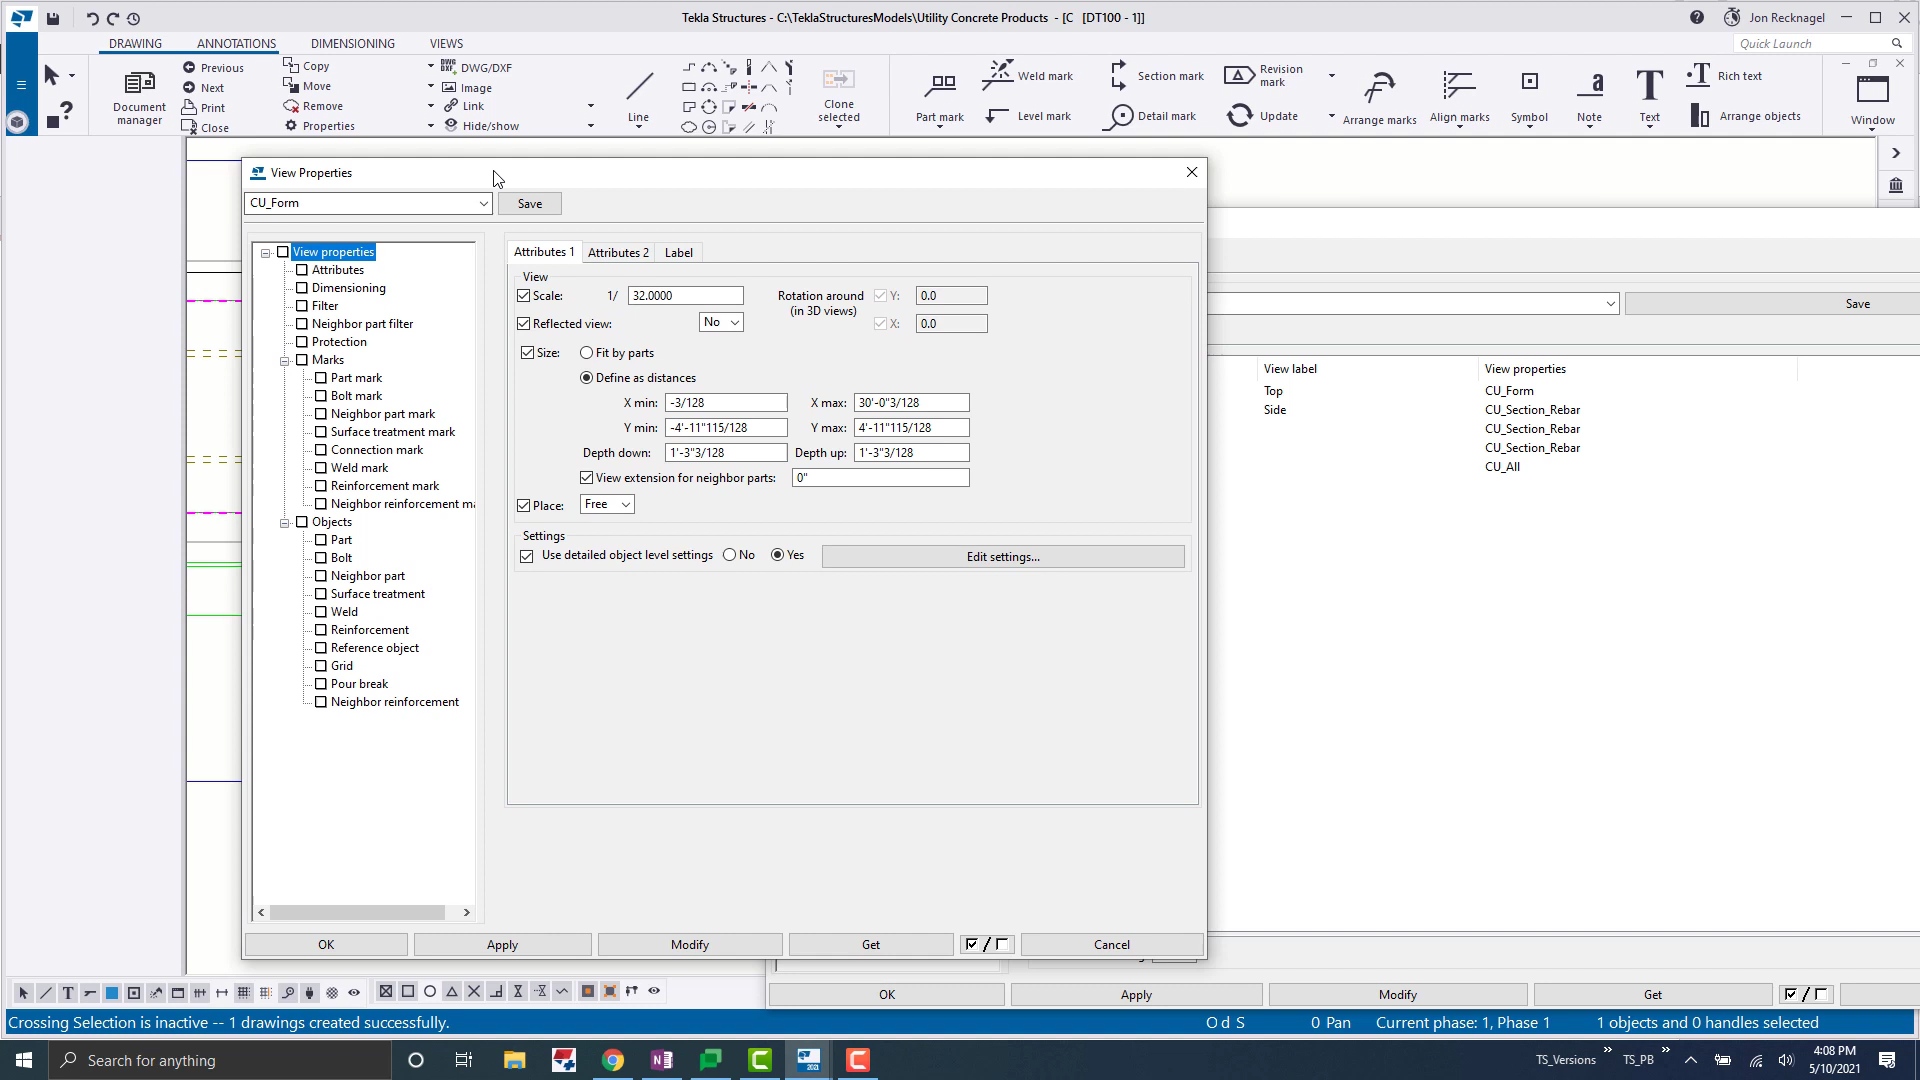 Tekla Structures - C:\TeklaStructuresModels\Utility Concrete Products - [C [DT100 - 1]]
Jon Recknagel
DRAWING ANNOTATIONS DIMENSIONING VIEWS
Quick Launch
Document manager
Previous
Next
Print
Close
Copy
Move
Remove
Properties
DWG/DXF
Image
Link
Hide/show
Line
Clone selected
Part mark
Weld mark
Level mark
Section mark
Detail mark
Revision mark
Update
Arrange marks
Align marks
Symbol
Note
Text
Rich text
Arrange objects
Window
View Properties
CU_Form
Save
View properties
Attributes
Dimensioning
Filter
Neighbor part filter
Protection
Marks
Part mark
Bolt mark
Neighbor part mark
Surface treatment mark
Connection mark
Weld mark
Reinforcement mark
Neighbor reinforcement ma
Objects
Part
Bolt
Neighbor part
Surface treatment
Weld
Reinforcement
Reference object
Grid
Pour break
Neighbor reinforcement
Attributes 1 Attributes 2 Label
View
Scale: 1/ 32.0000
Rotation around (in 3D views)
Y: 0.0
X: 0.0
Reflected view: No
Size: Fit by parts
Define as distances
X min: -3/128 X max: 30'-0"3/128
Y min: -4'-11"115/128 Y max: 4'-11"115/128
Depth down: 1'-3"3/128 Depth up: 1'-3"3/128
View extension for neighbor parts: 0"
Place: Free
Settings
Use detailed object level settings No Yes Edit settings...
OK Apply Modify Get / Cancel
Save
View label View properties
Top CU_Form
Side CU_Section_Rebar
CU_Section_Rebar
CU_Section_Rebar
CU_All
OK Apply Modify Get /
Crossing Selection is inactive -- 1 drawings created successfully.
O d S 0 Pan Current phase: 1, Phase 1 1 objects and 0 handles selected
Search for anything
2021
TS_Versions » TS_PB »
4:08 PM
5/10/2021